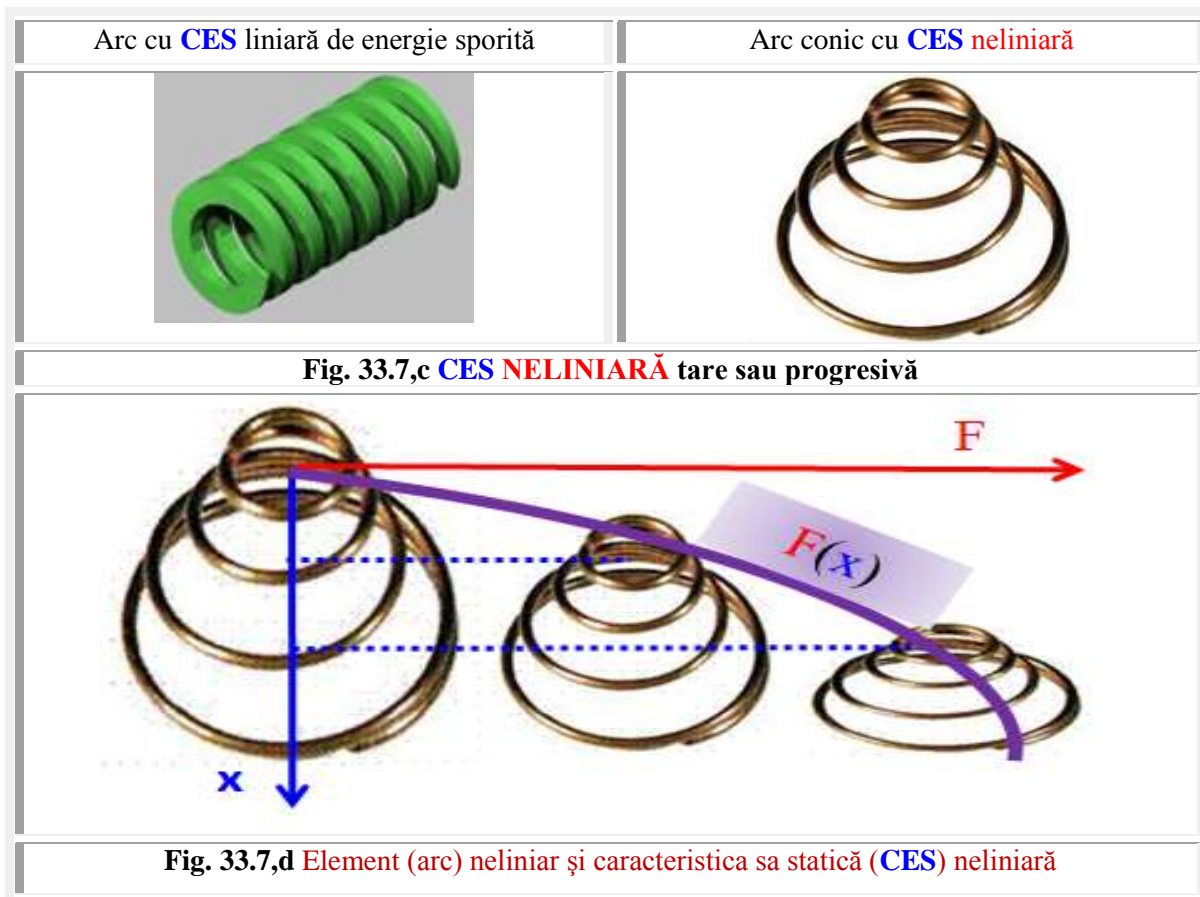 Arc cu CES liniară de energie sporită
Arc conic cu CES neliniară
Fig. 33.7,c CES NELINIARĂ tare sau progresivă
F
F(x)
x
Fig. 33.7,d Element (arc) neliniar şi caracteristica sa statică (CES) neliniară